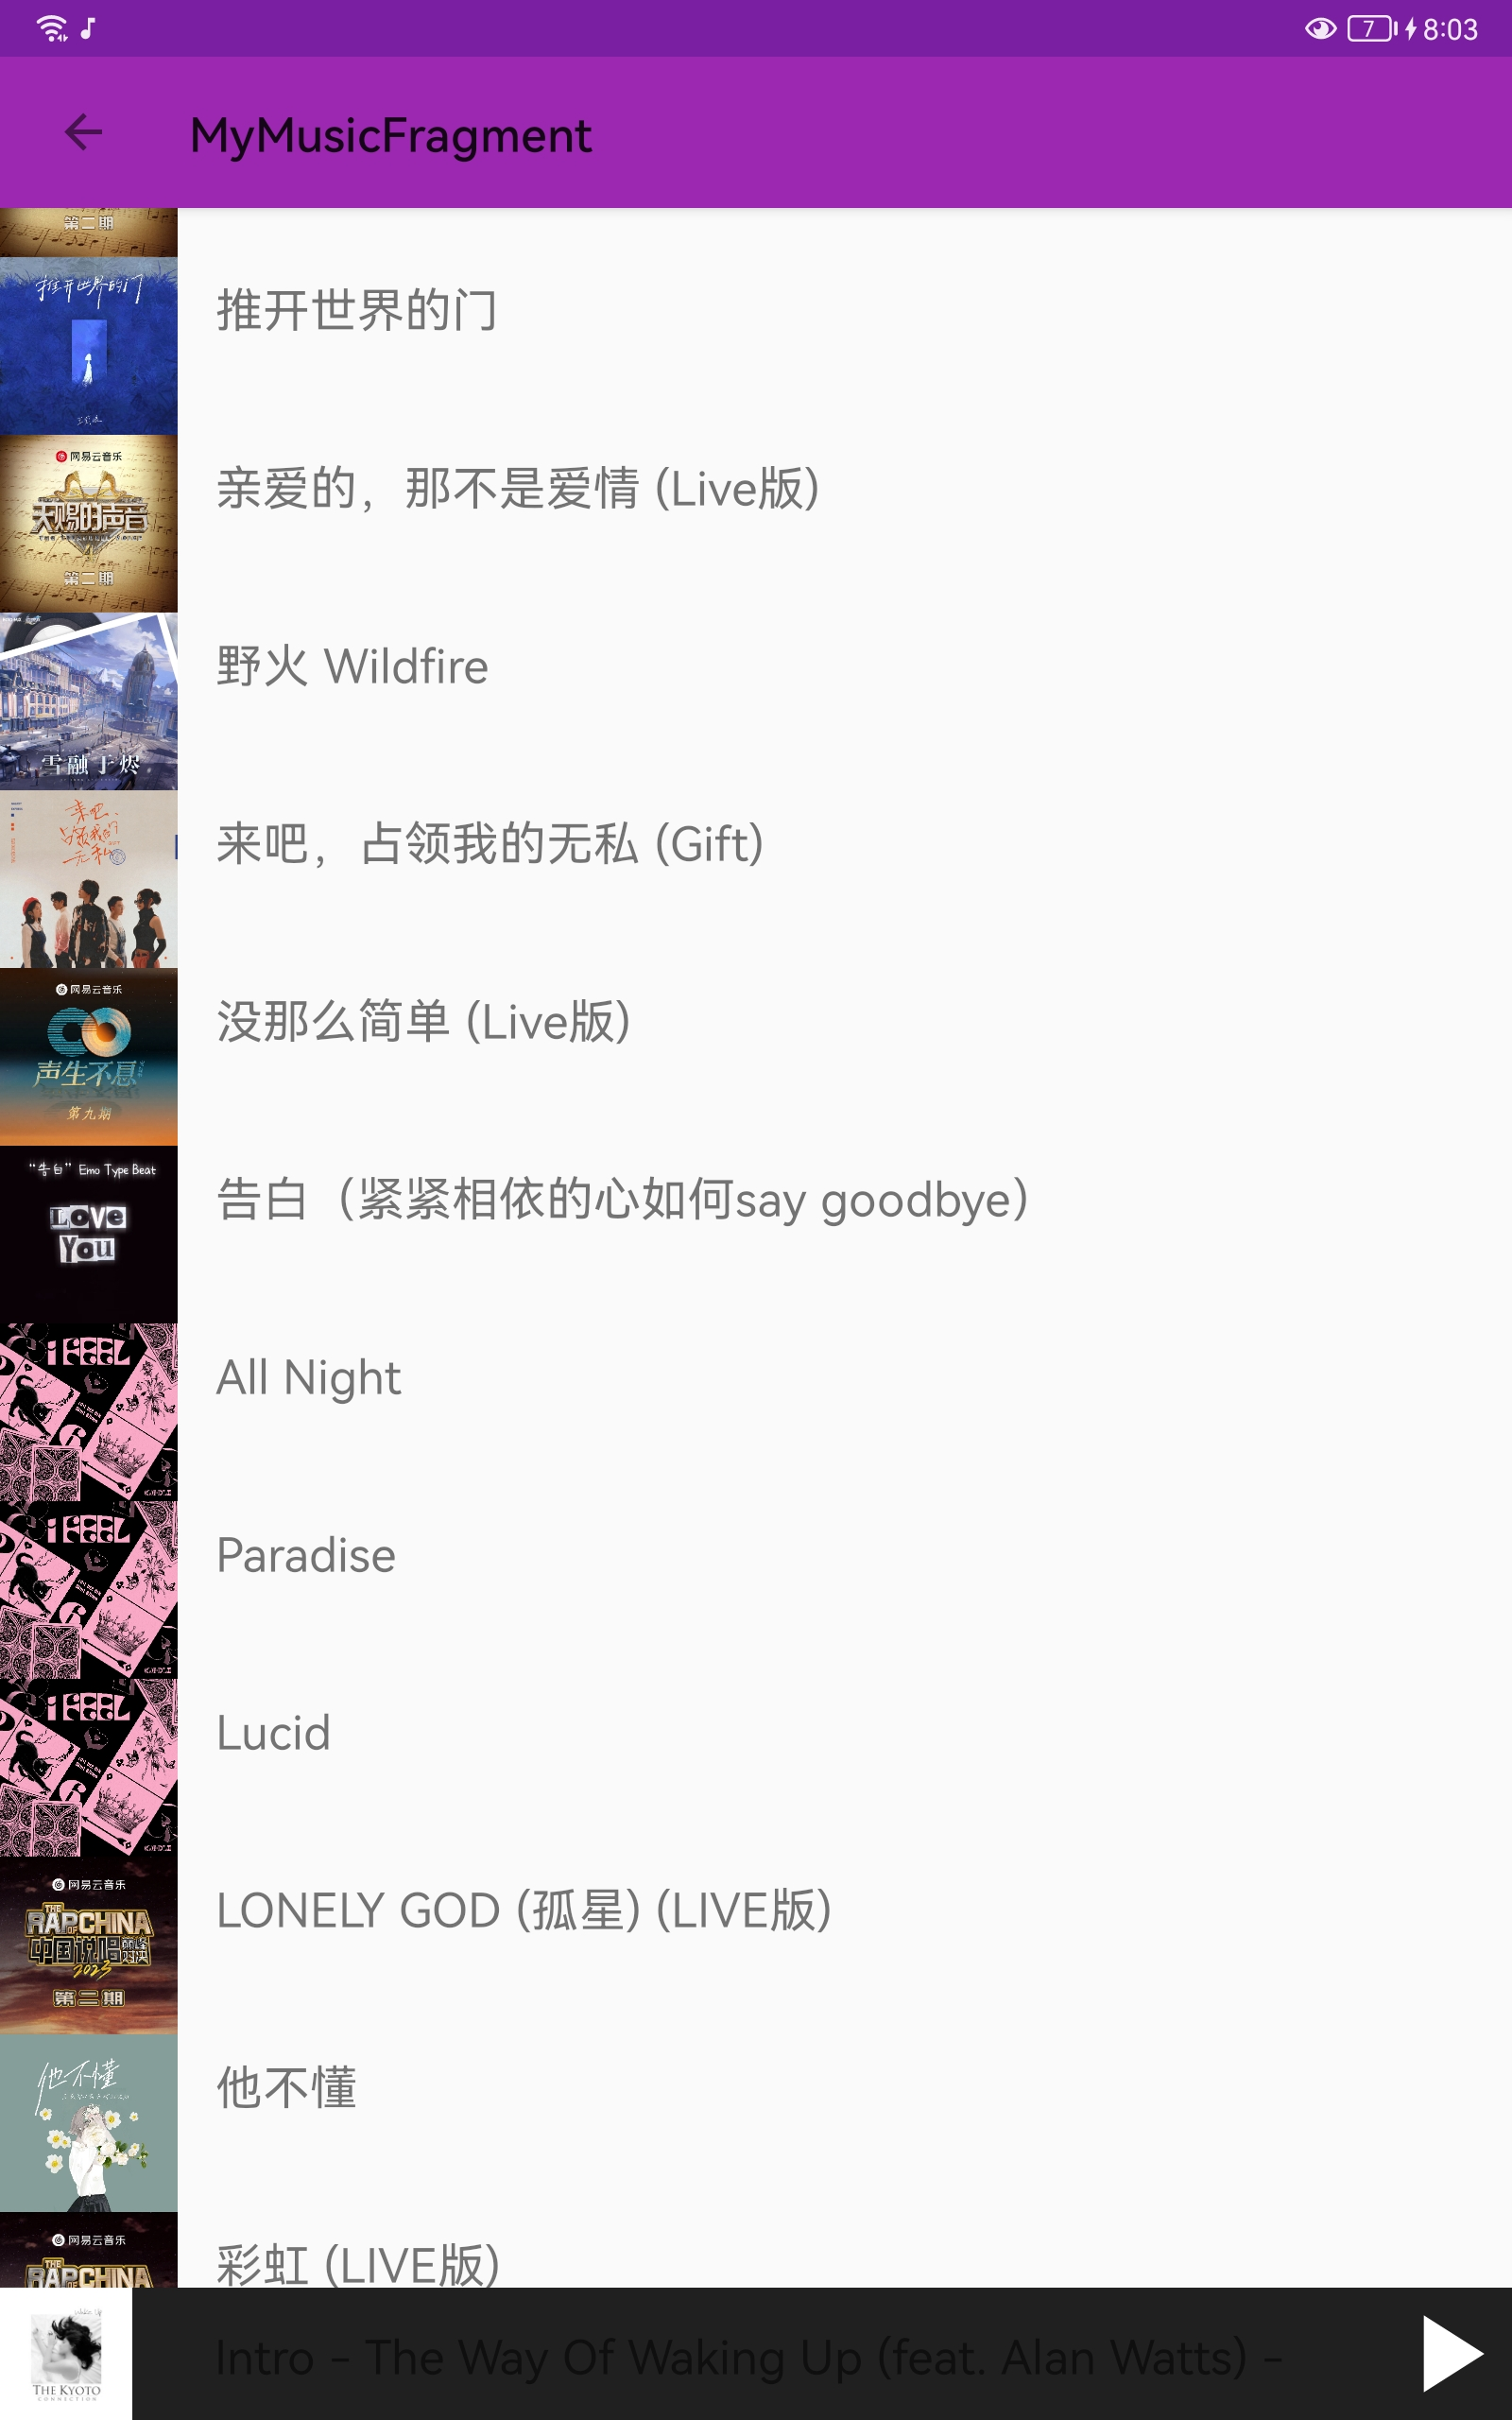 7
8:03
MyMusicFragment
第二期
推开世界的门
推开世界的门
网易云音乐
天赐的声音
4
第二期
亲爱的，那不是爱情 (Live版)
雪融于烬
野火 Wildfire
来吧，
占领我的
无私
来吧，占领我的无私 (Gift)
网易云音乐
声生不息
第九期
没那么简单 (Live版)
“告白” Emo Type Beat
LOVE
YOU
告白（紧紧相依的心如何say goodbye）
I FEEL
All Night
I FEEL
Paradise
I FEEL
Lucid
网易云音乐
THE
RAP OF CHINA
中国说唱巅峰对决
2023
第二期
LONELY GOD (孤星) (LIVE版)
他不懂
他不懂
网易云音乐
THE
RAP OF CHINA
彩虹 (LIVE版)
THE KYOTO
CONNECTION
Intro - The Way Of Waking Up (feat. Alan Watts) -